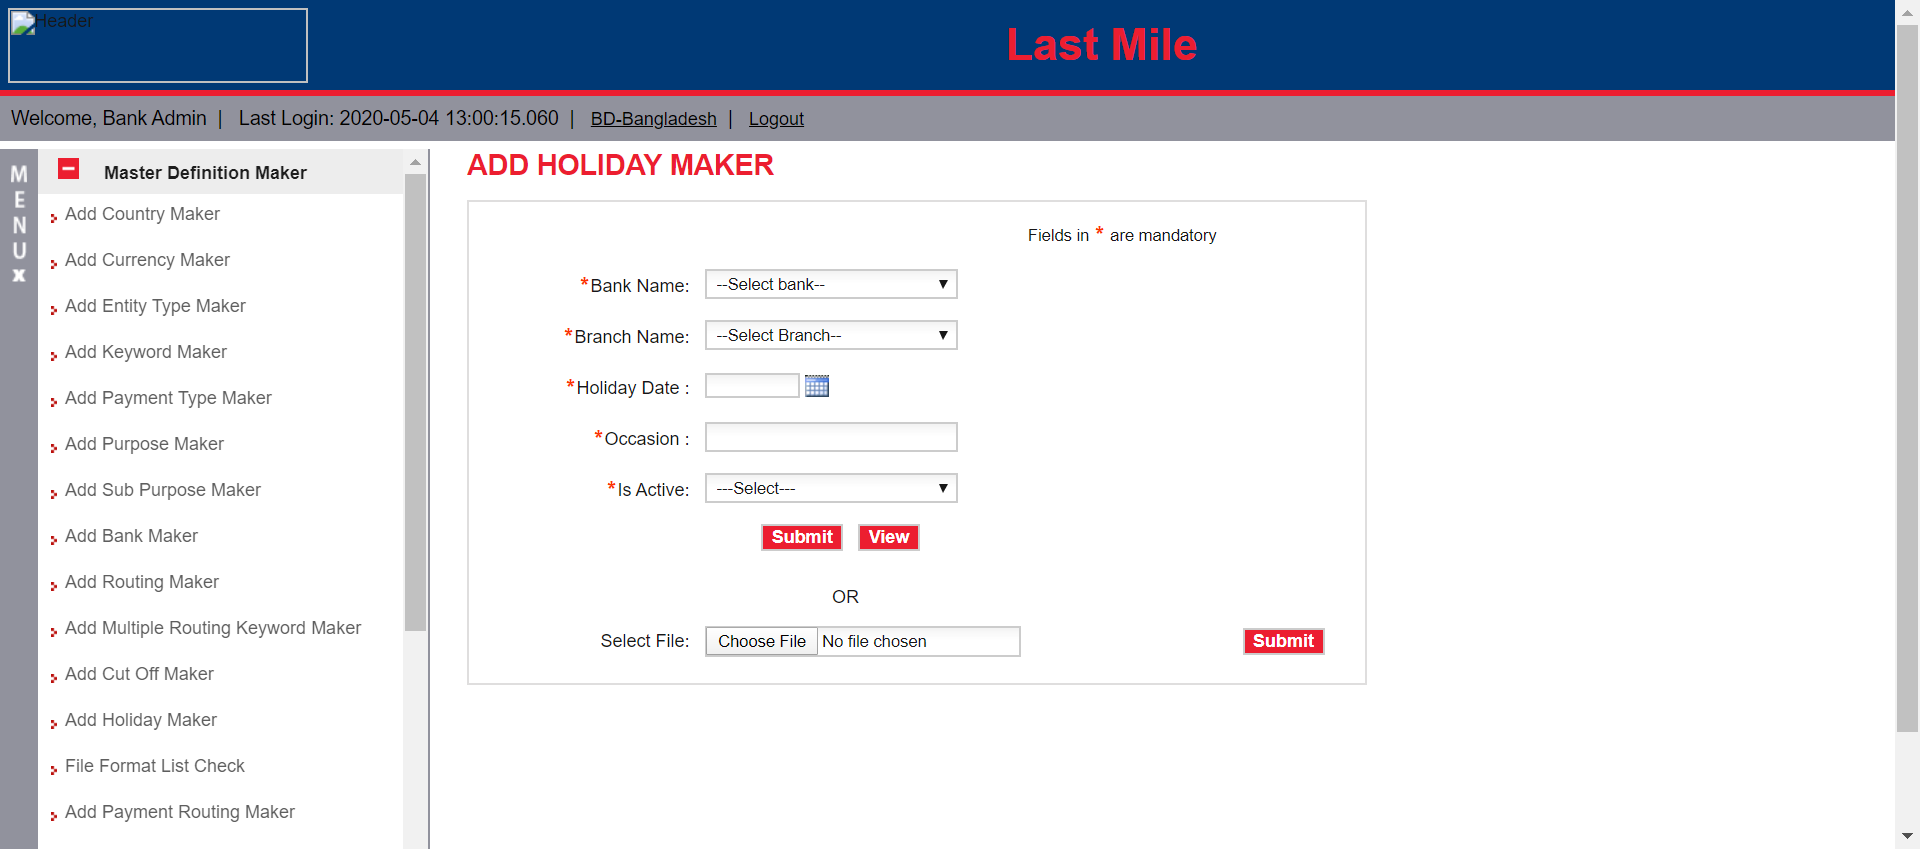 Header
Last Mile
Welcome, Bank Admin | Last Login: 2020-05-04 13:00:15.060 | BD-Bangladesh | Logout
MENU x
Master Definition Maker
Add Country Maker
Add Currency Maker
Add Entity Type Maker
Add Keyword Maker
Add Payment Type Maker
Add Purpose Maker
Add Sub Purpose Maker
Add Bank Maker
Add Routing Maker
Add Multiple Routing Keyword Maker
Add Cut Off Maker
Add Holiday Maker
File Format List Check
Add Payment Routing Maker
ADD HOLIDAY MAKER
Fields in * are mandatory
*Bank Name: --Select bank--
*Branch Name: --Select Branch--
*Holiday Date :
*Occasion :
*Is Active: ---Select---
Submit View
OR
Select File: Choose File No file chosen Submit